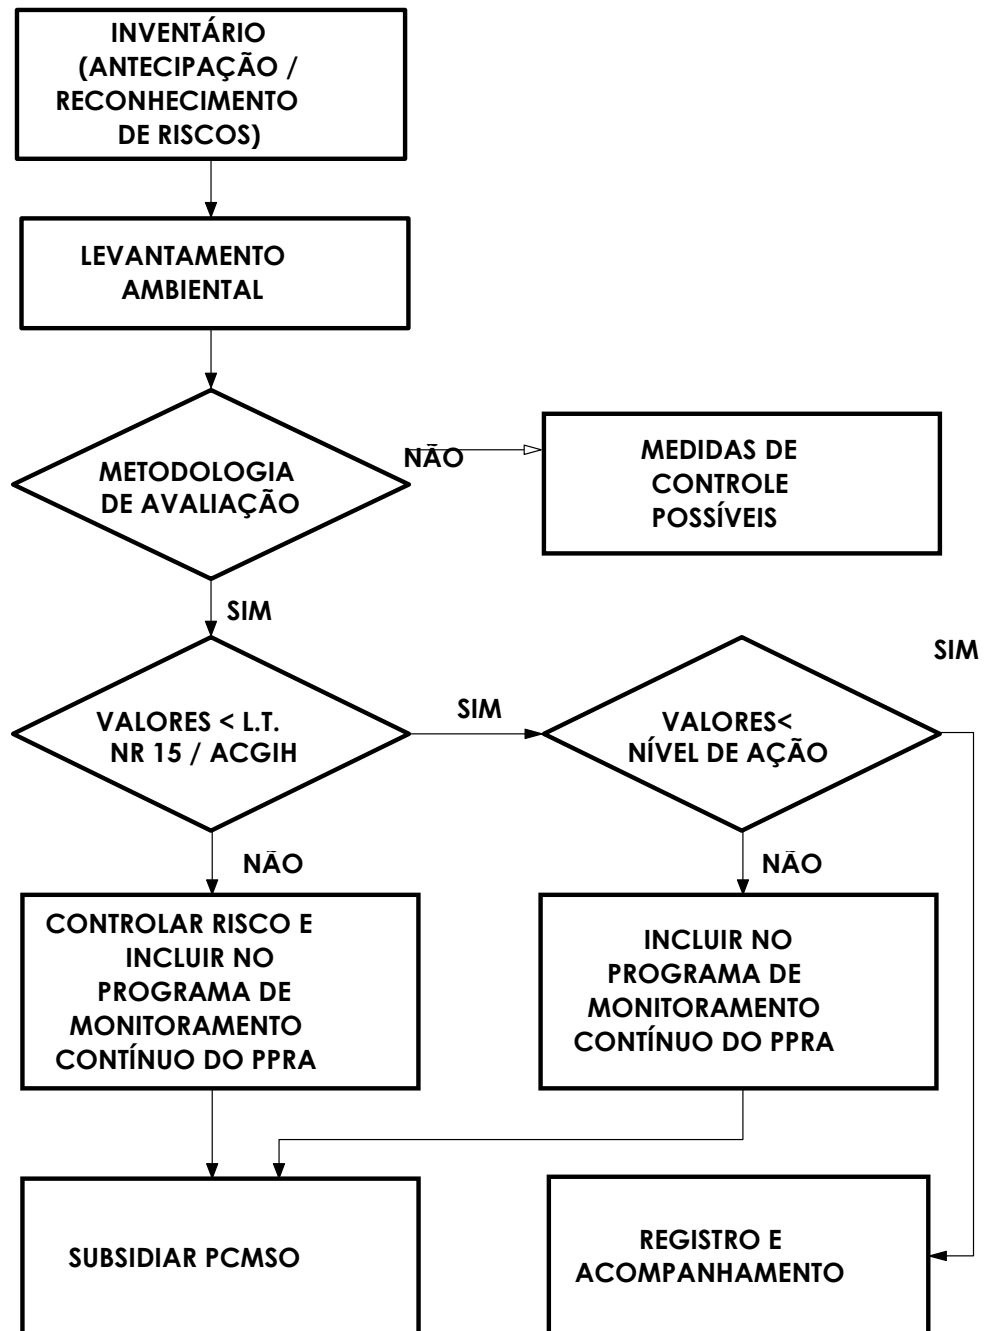 INVENTÁRIO
(ANTECIPAÇÃO /
RECONHECIMENTO
DE RISCOS)
LEVANTAMENTO
AMBIENTAL
METODOLOGIA
DE AVALIAÇÃO
NÃO
MEDIDAS DE
CONTROLE
POSSÍVEIS
SIM
VALORES < L.T.
NR 15 / ACGIH
SIM
VALORES<
NÍVEL DE AÇÃO
SIM
NÃO
NÃO
CONTROLAR RISCO E
INCLUIR NO
PROGRAMA DE
MONITORAMENTO
CONTÍNUO DO PPRA
INCLUIR NO
PROGRAMA DE
MONITORAMENTO
CONTÍNUO DO PPRA
SUBSIDIAR PCMSO
REGISTRO E
ACOMPANHAMENTO